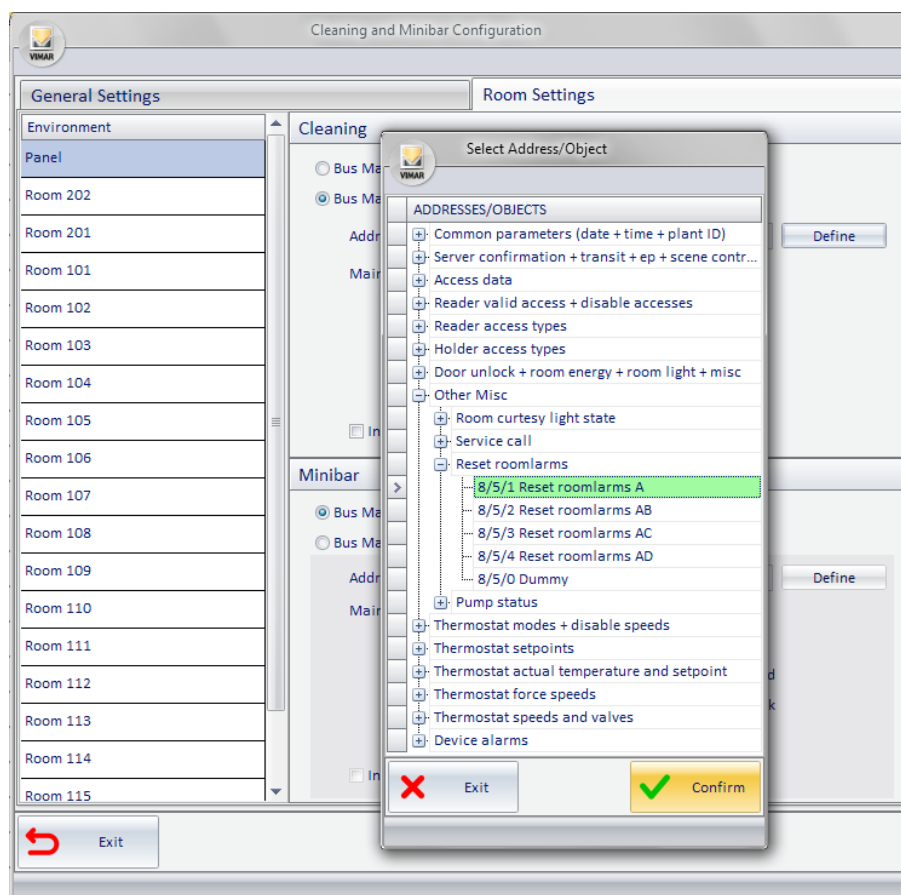 Cleaning and Minibar Configuration
VIMAR
General Settings
Room Settings
Environment
Panel
Room 202
Room 201
Room 101
Room 102
Room 103
Room 104
Room 105
Room 106
Room 107
Room 108
Room 109
Room 110
Room 111
Room 112
Room 113
Room 114
Room 115
Cleaning
Bus Ma
Bus Ma
Addr
Define
Main
In
Minibar
Bus Ma
Bus Ma
Addr
Define
Main
d
k
In
Select Address/Object
VIMAR
ADDRESSES/OBJECTS
Common parameters (date + time + plant ID)
Server confirmation + transit + ep + scene contr...
Access data
Reader valid access + disable accesses
Reader access types
Holder access types
Door unlock + room energy + room light + misc
Other Misc
Room curtesy light state
Service call
Reset roomlarms
8/5/1 Reset roomlarms A
8/5/2 Reset roomlarms AB
8/5/3 Reset roomlarms AC
8/5/4 Reset roomlarms AD
8/5/0 Dummy
Pump status
Thermostat modes + disable speeds
Thermostat setpoints
Thermostat actual temperature and setpoint
Thermostat force speeds
Thermostat speeds and valves
Device alarms
Exit
Confirm
Exit